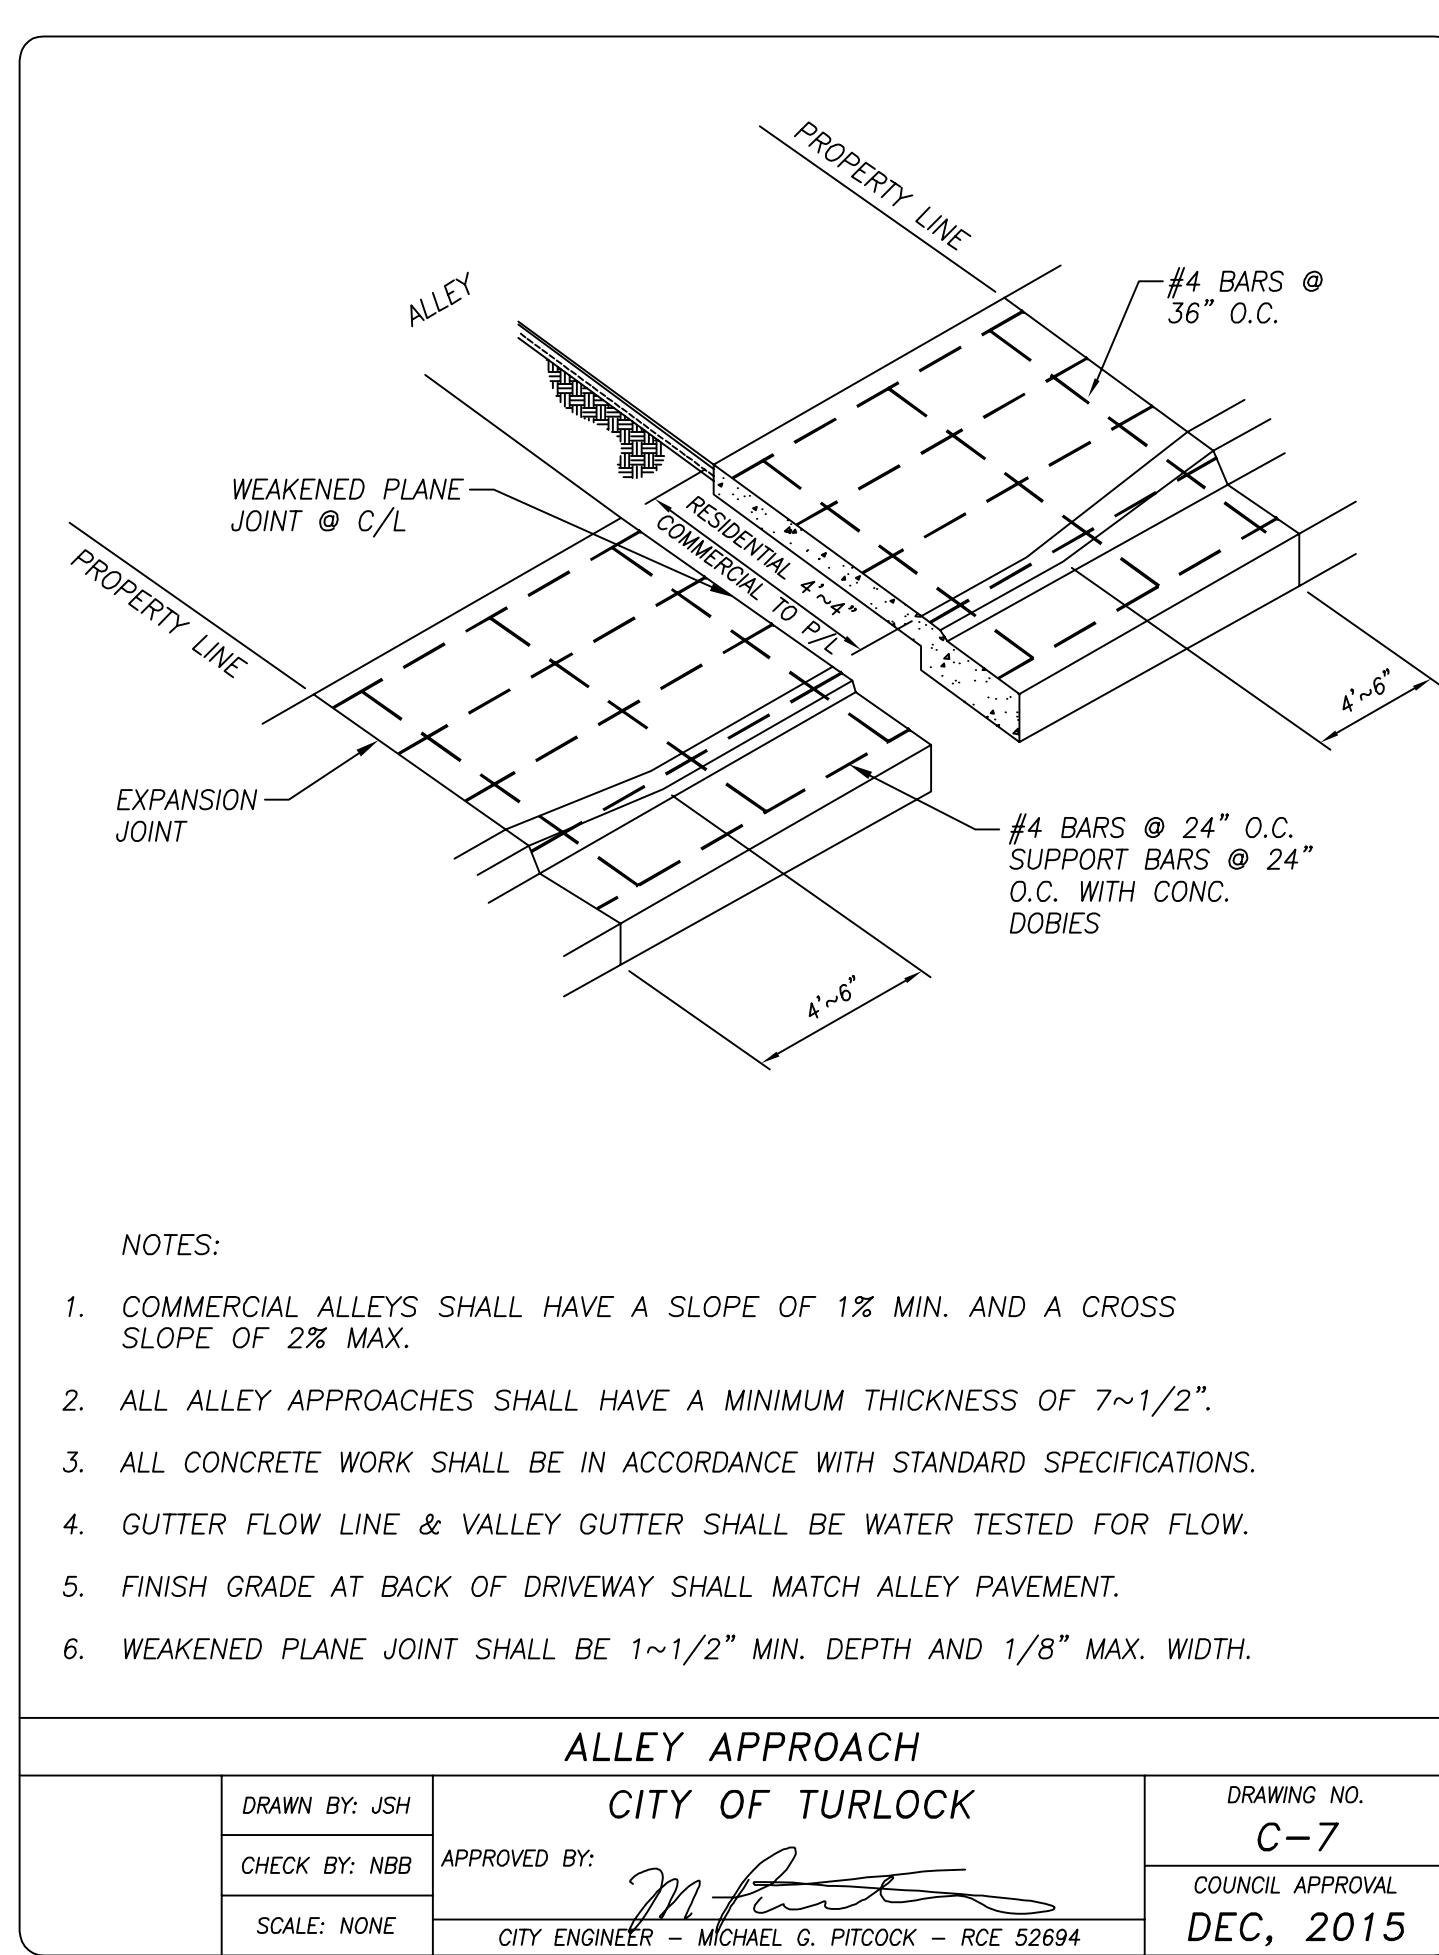 PROPERTY LINE
ALLEY
#4 BARS @
36" O.C.
WEAKENED PLANE
JOINT @ C/L
RESIDENTIAL 4'~4"
COMMERCIAL TO P/L
PROPERTY LINE
4'~6"
EXPANSION
JOINT
#4 BARS @ 24" O.C.
SUPPORT BARS @ 24"
O.C. WITH CONC.
DOBIES
4'~6"
NOTES:
1. COMMERCIAL ALLEYS SHALL HAVE A SLOPE OF 1% MIN. AND A CROSS
SLOPE OF 2% MAX.
2. ALL ALLEY APPROACHES SHALL HAVE A MINIMUM THICKNESS OF 7~1/2".
3. ALL CONCRETE WORK SHALL BE IN ACCORDANCE WITH STANDARD SPECIFICATIONS.
4. GUTTER FLOW LINE & VALLEY GUTTER SHALL BE WATER TESTED FOR FLOW.
5. FINISH GRADE AT BACK OF DRIVEWAY SHALL MATCH ALLEY PAVEMENT.
6. WEAKENED PLANE JOINT SHALL BE 1~1/2" MIN. DEPTH AND 1/8" MAX. WIDTH.
ALLEY APPROACH
DRAWN BY: JSH
CHECK BY: NBB
SCALE: NONE
CITY OF TURLOCK
APPROVED BY:
CITY ENGINEER – MICHAEL G. PITCOCK – RCE 52694
DRAWING NO.
C–7
COUNCIL APPROVAL
DEC, 2015